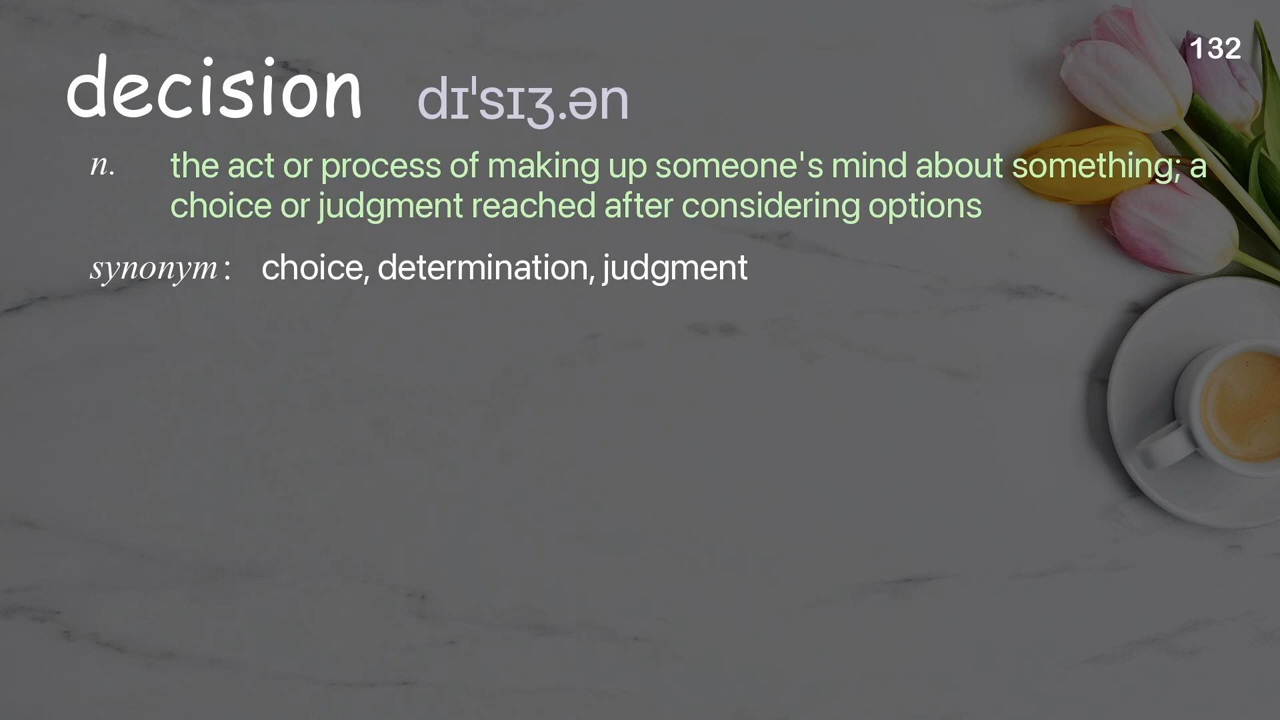 132
decision dɪˈsɪʒ.ən
n. the act or process of making up someone's mind about something; a
choice or judgment reached after considering options
synonym: choice, determination, judgment